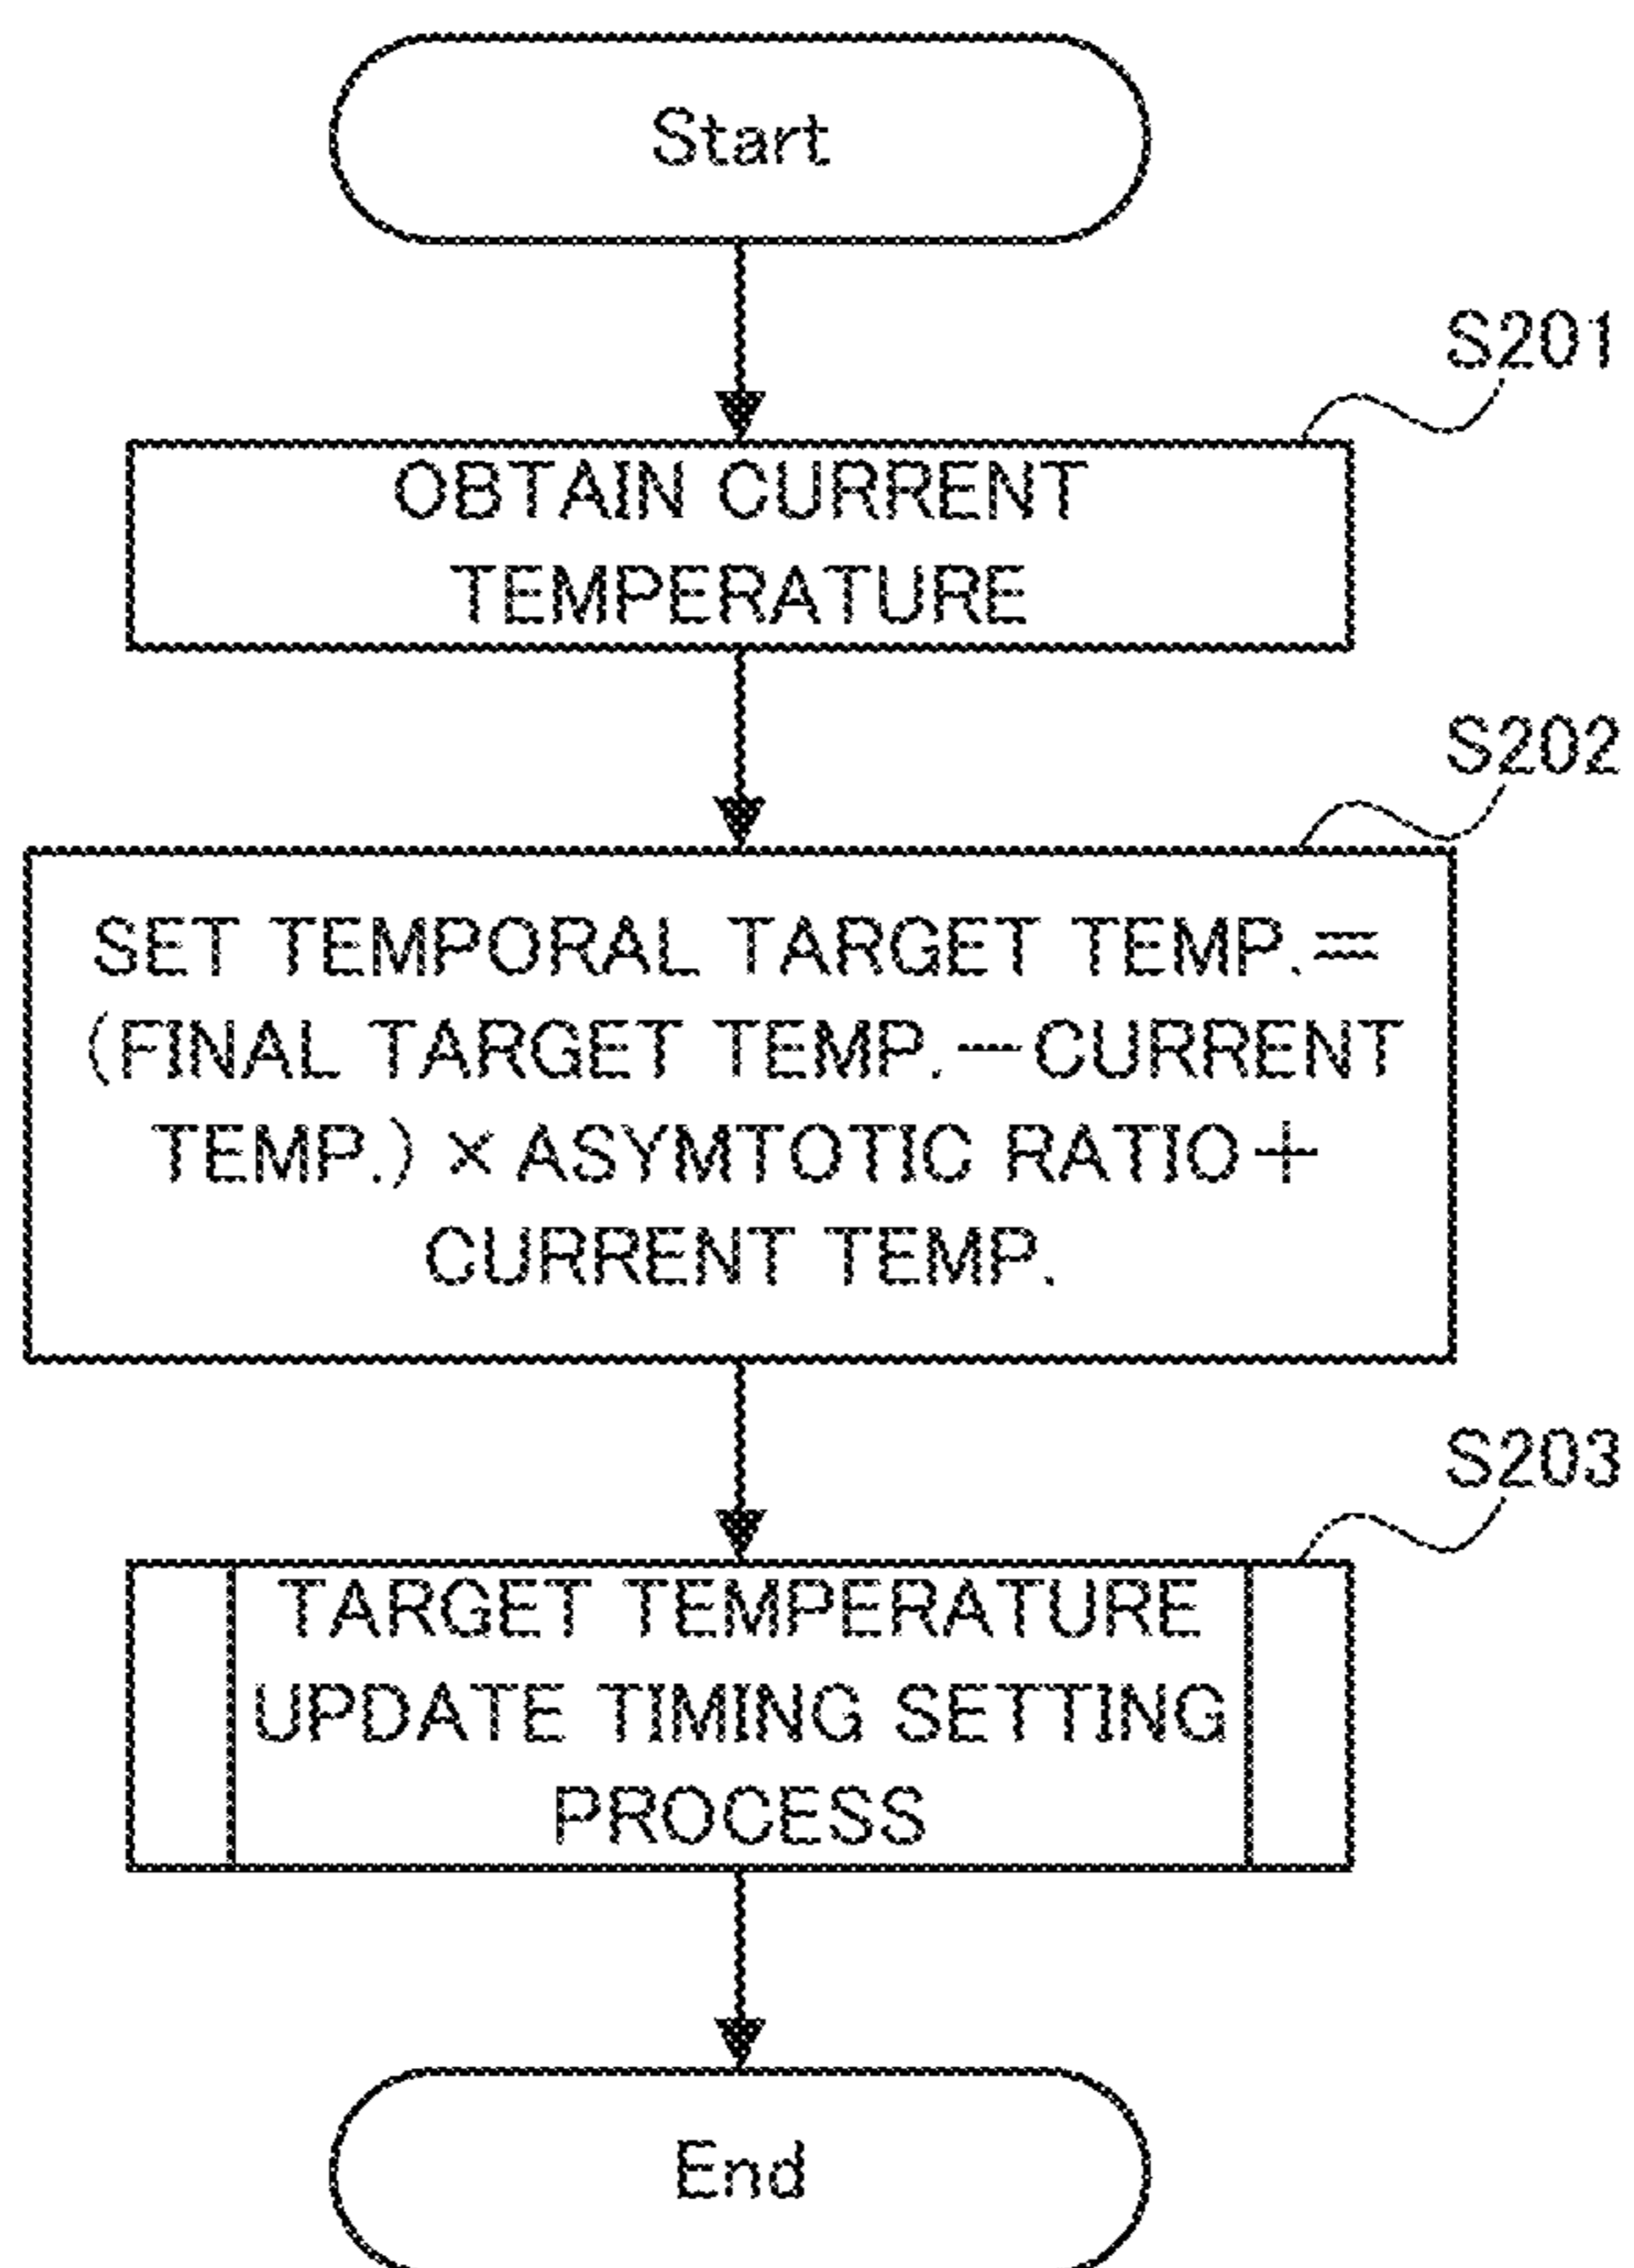 Start
S201
OBTAIN CURRENT
TEMPERATURE
S202
SET TEMPORAL TARGET TEMP.=
(FINAL TARGET TEMP.－CURRENT
TEMP.) × ASYMTOTIC RATIO＋
CURRENT TEMP.
S203
TARGET TEMPERATURE
UPDATE TIMING SETTING
PROCESS
End